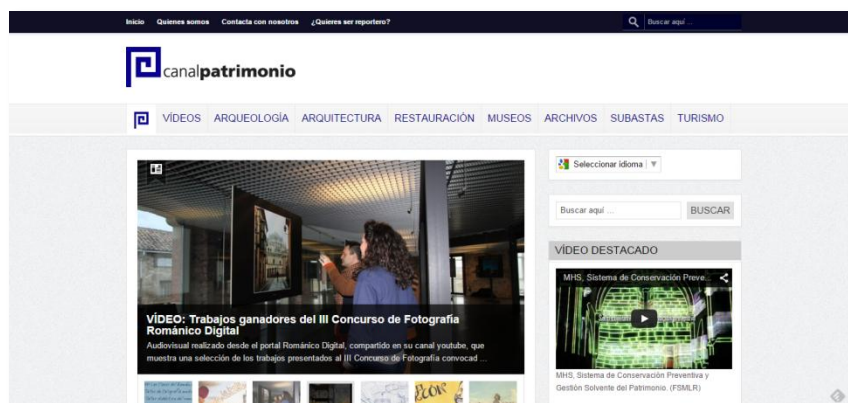 Inicio Quienes somos Contacta con nosotros ¿Quieres ser reportero?
Buscar aquí ...
canalpatrimonio
VÍDEOS ARQUEOLOGÍA ARQUITECTURA RESTAURACIÓN MUSEOS ARCHIVOS SUBASTAS TURISMO
Seleccionar idioma ▼
Buscar aquí ... BUSCAR
VÍDEO DESTACADO
MHS, Sistema de Conservación Preve...
MHS, Sistema de Conservación Preventiva y
Gestión Solvente del Patrimonio. (FSMLR)
VÍDEO: Trabajos ganadores del III Concurso de Fotografía
Románico Digital
Audiovisual realizado desde el portal Románico Digital, compartido en su canal youtube, que
muestra una selección de los trabajos presentados al III Concurso de Fotografía convocad ...